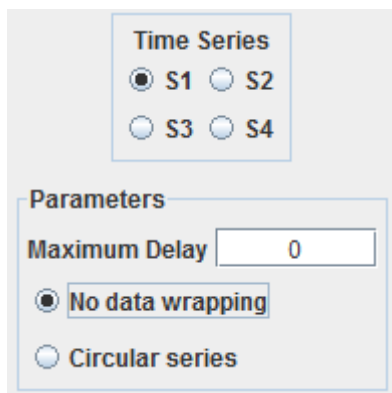 Time Series
S1 S2
S3 S4
Parameters
Maximum Delay 0
No data wrapping
Circular series